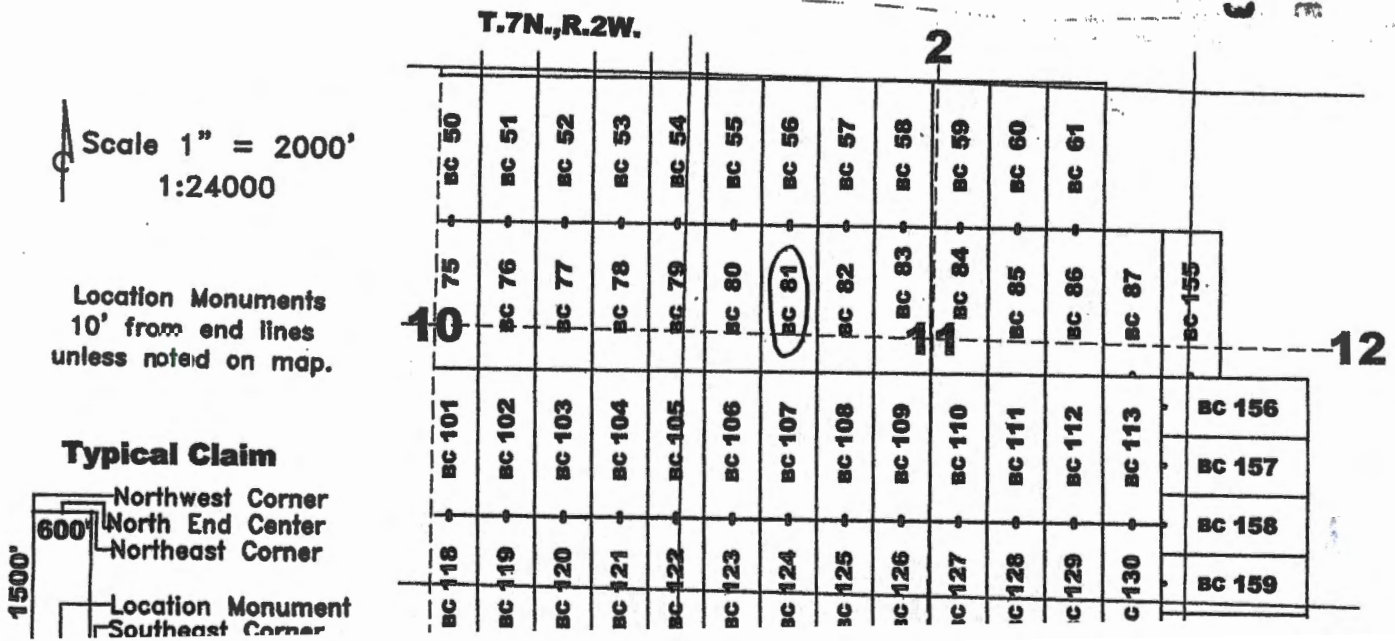 T.7N.,R.2W.
2
Scale 1" = 2000'
1:24000
BC 50
BC 51
BC 52
BC 53
BC 54
BC 55
BC 56
BC 57
BC 58
BC 59
BC 60
BC 61
Location Monuments
10' from end lines
unless noted on map.
BC 75
BC 76
BC 77
BC 78
BC 79
BC 80
BC 81
BC 82
BC 83
BC 84
BC 85
BC 86
BC 87
BC 155
10
11
12
BC 101
BC 102
BC 103
BC 104
BC 105
BC 106
BC 107
BC 108
BC 109
BC 110
BC 111
BC 112
BC 113
BC 156
BC 157
BC 158
BC 159
Typical Claim
Northwest Corner
600'
North End Center
Northeast Corner
1500'
Location Monument
Southeast Corner
BC 118
BC 119
BC 120
BC 121
BC 122
BC 123
BC 124
BC 125
BC 126
BC 127
C 128
C 129
C 130